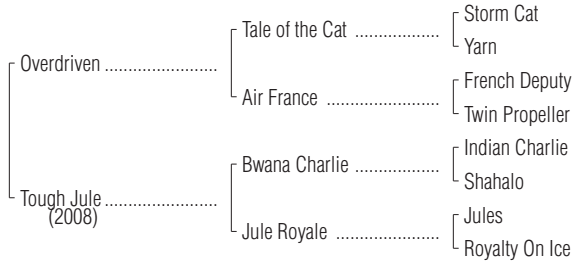 Storm Cat
Tale of the Cat ..................
Yarn
Overdriven ........................
French Deputy
Air France ........................
Twin Propeller
Indian Charlie
Bwana Charlie ..................
Shahalo
Tough Jule ........................
(2008)
Jules
Jule Royale ......................
Royalty On Ice